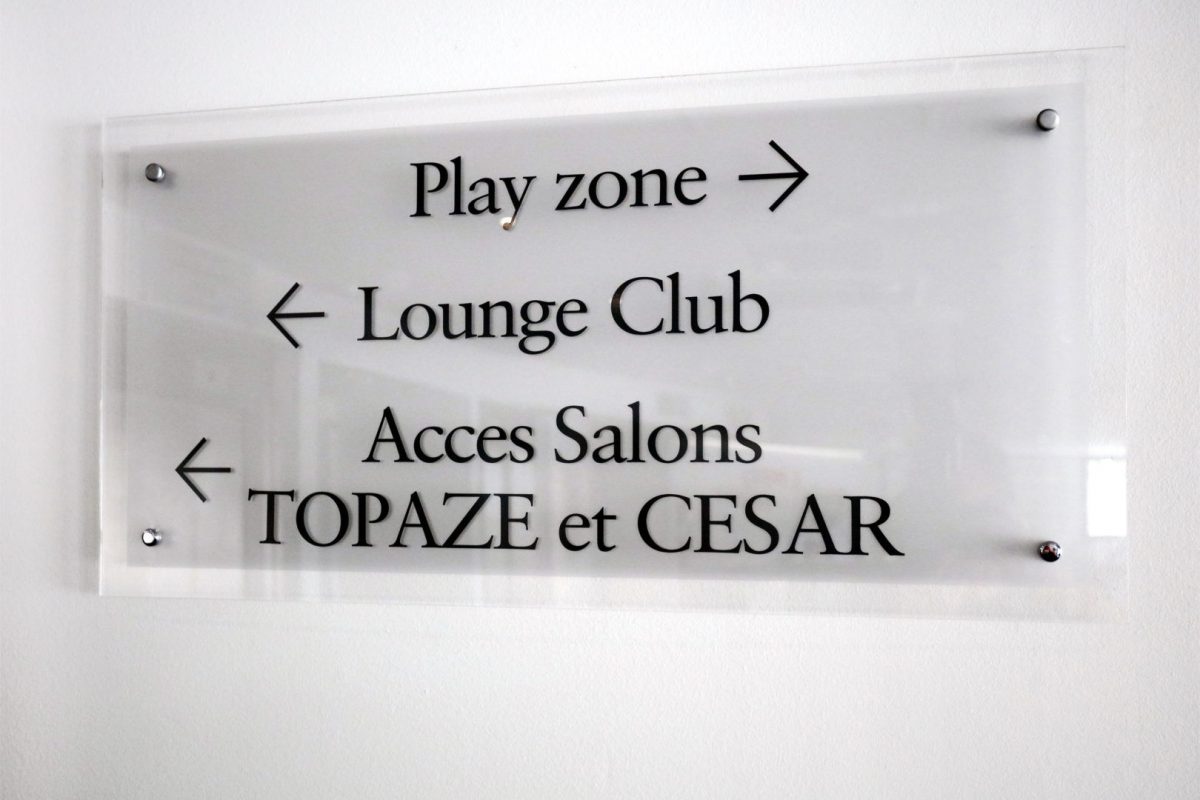 Play zone →
← Lounge Club
Acces Salons
← TOPAZE et CESAR